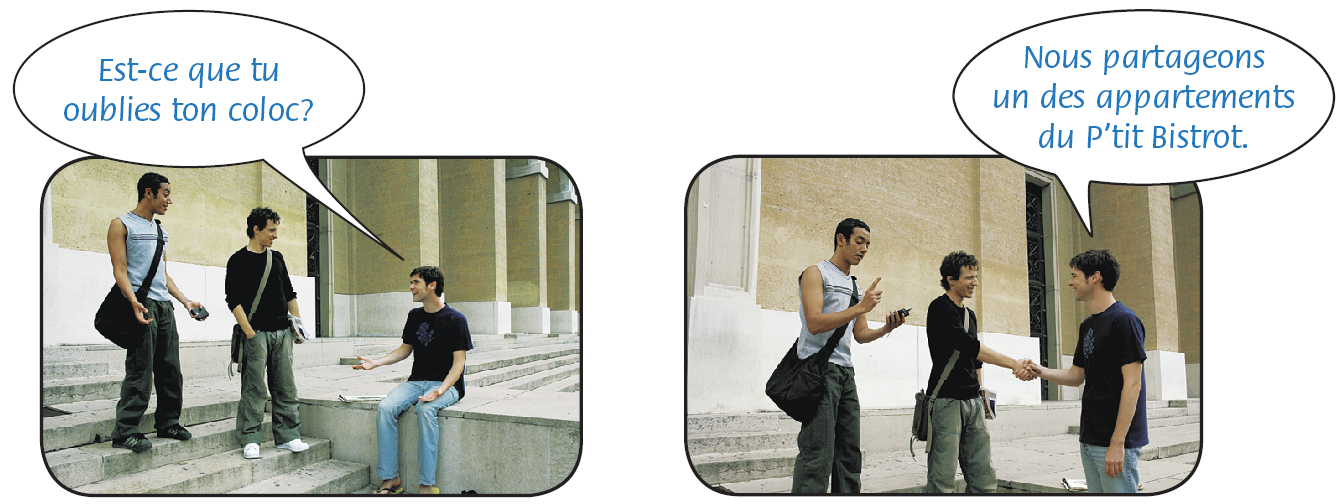 Est-ce que tu
oublies ton coloc?
Nous partageons
un des appartements
du P'tit Bistrot.